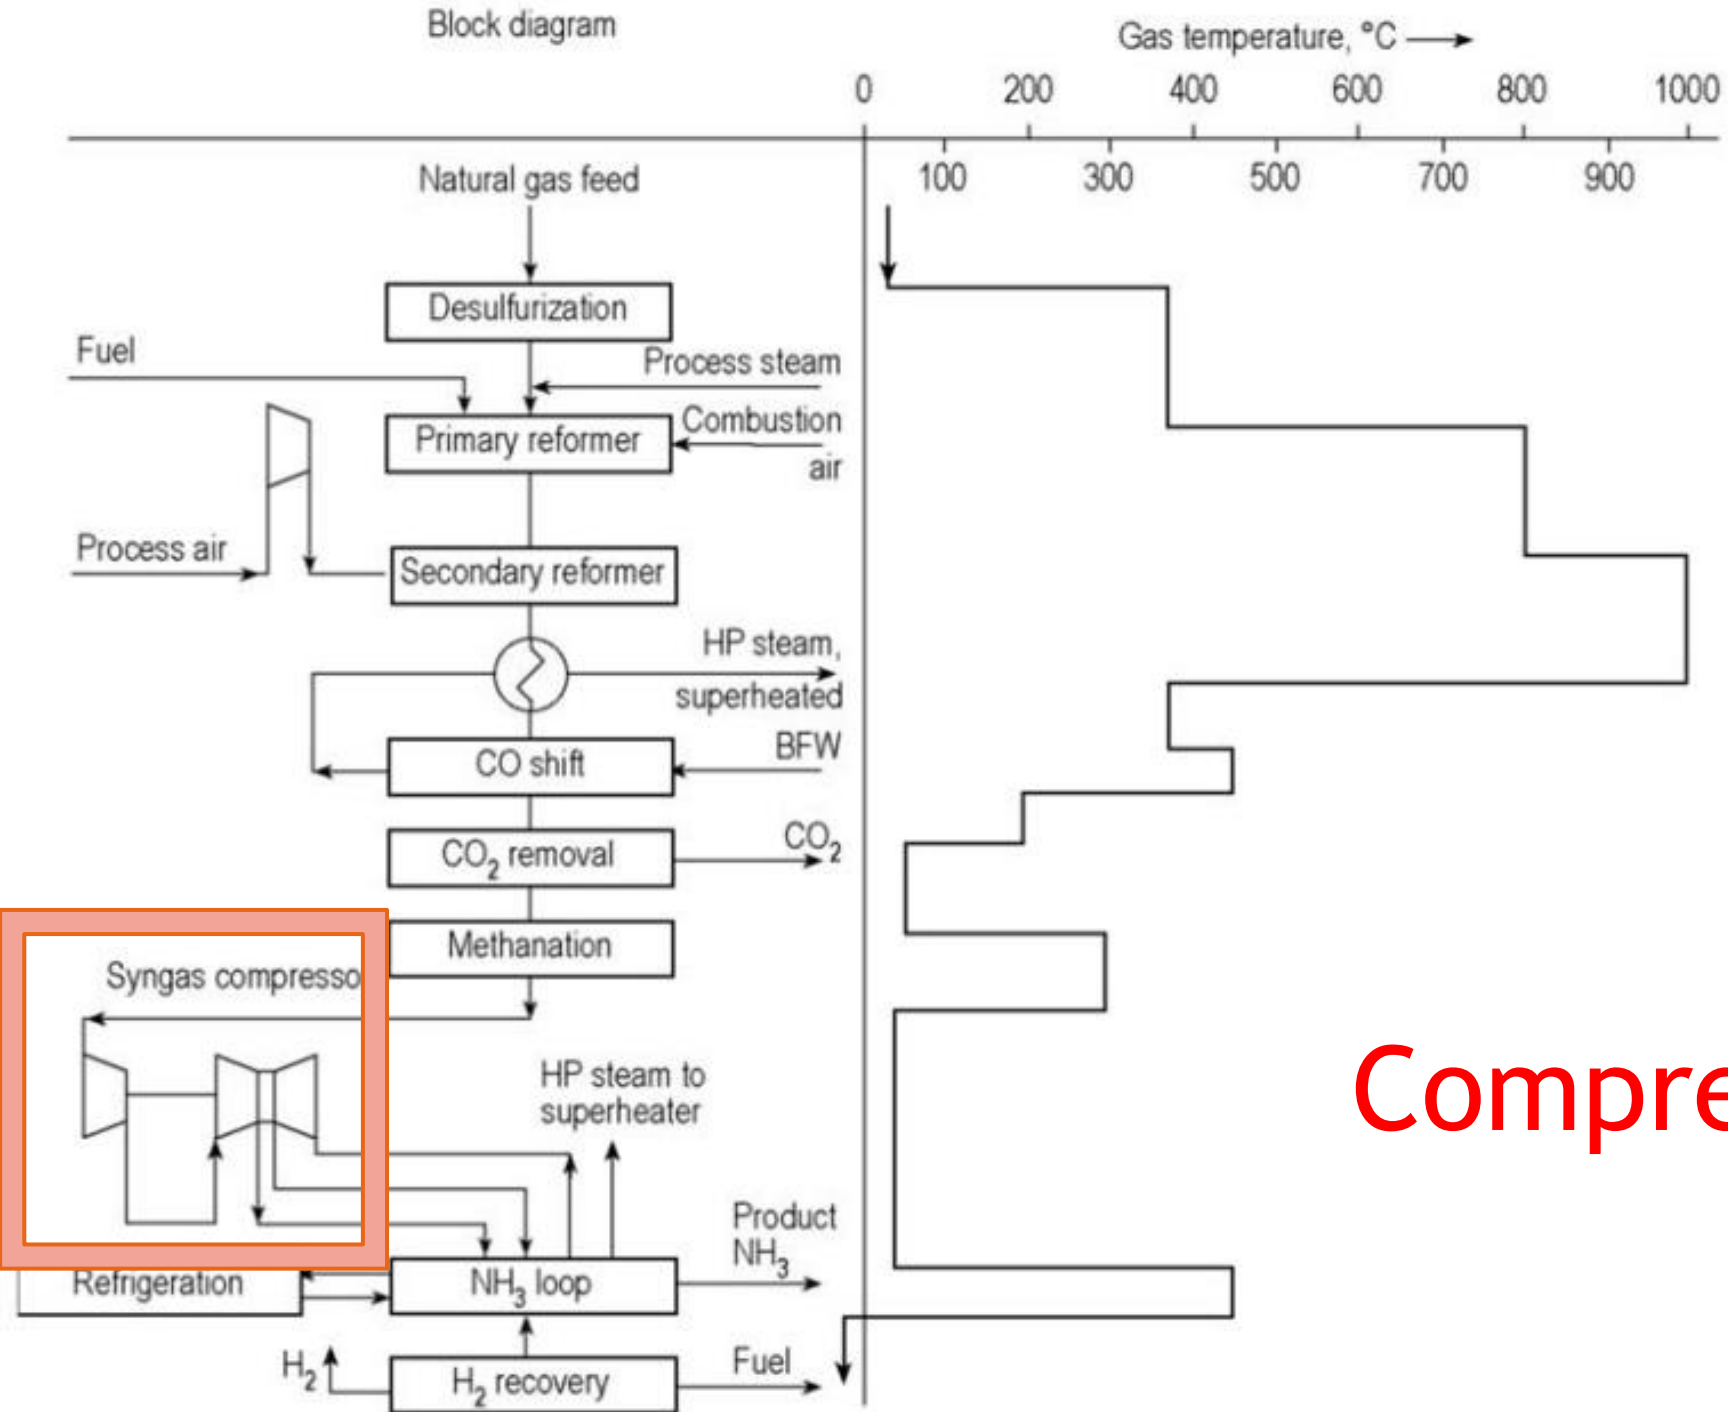 Block diagram
Gas temperature, °C
0 200 400 600 800 1000
100 300 500 700 900
Natural gas feed
Desulfurization
Fuel
Process steam
Combustion
air
Primary reformer
Process air
Secondary reformer
HP steam,
superheated
CO shift
BFW
CO₂ removal
CO₂
Methanation
Syngas compresso
HP steam to
superheater
Compre
Product
NH₃
Refrigeration
NH₃ loop
H₂
H₂ recovery
Fuel